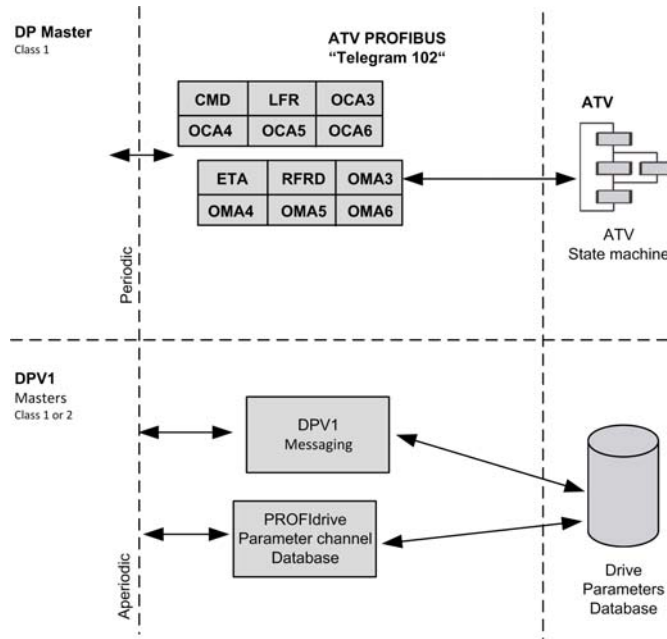 DP Master
Class 1
ATV PROFIBUS
“Telegram 102“
CMD LFR OCA3
OCA4 OCA5 OCA6
ETA RFRD OMA3
OMA4 OMA5 OMA6
ATV
ATV
State machine
Periodic
DPV1
Masters
Class 1 or 2
DPV1
Messaging
PROFIdrive
Parameter channel
Database
Drive
Parameters
Database
Aperiodic